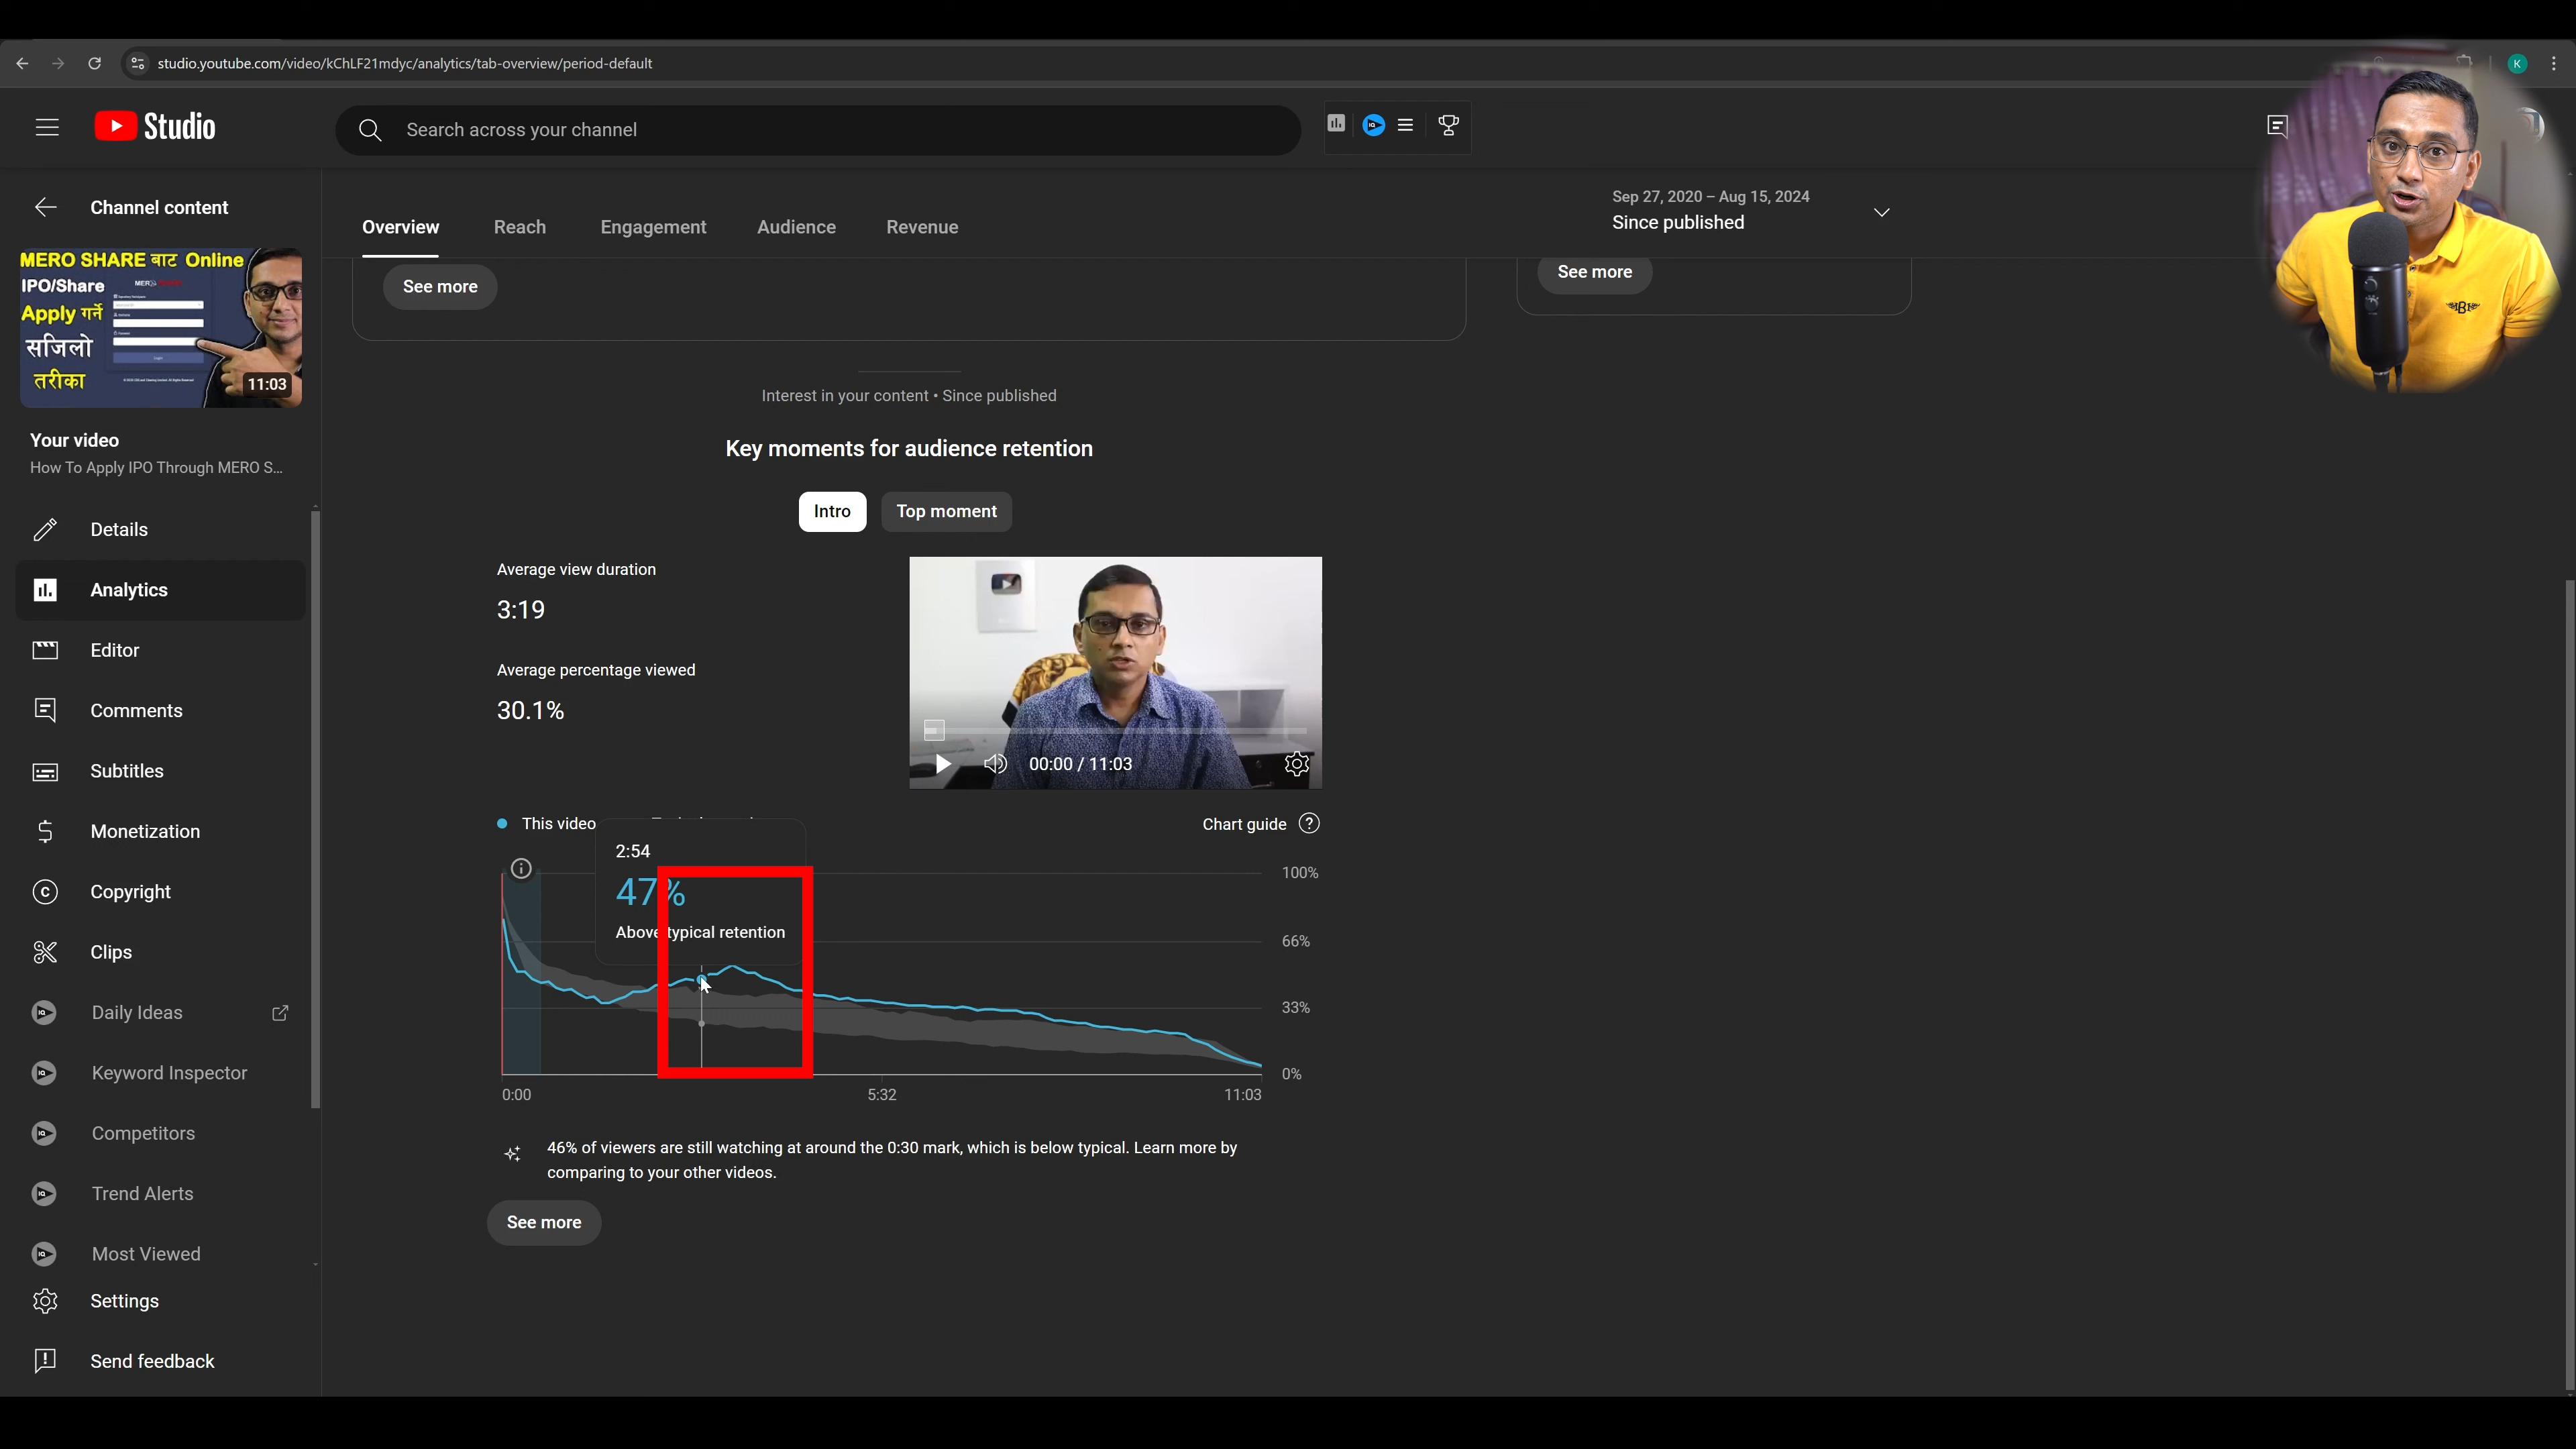 studio.youtube.com/video/kChLF21mdyc/analytics/tab-overview/period-default
K
Studio
Search across your channel
Channel content
Overview
Reach
Engagement
Audience
Revenue
Sep 27, 2020 – Aug 15, 2024
Since published
MERO SHARE बाट Online
IPO/Share
Apply गर्ने
सजिलो
तरीका
11:03
See more
See more
Your video
How To Apply IPO Through MERO S...
Details
Analytics
Editor
Comments
Subtitles
Monetization
Copyright
Clips
Daily Ideas
Keyword Inspector
Competitors
Trend Alerts
Most Viewed
Settings
Send feedback
Interest in your content • Since published
Key moments for audience retention
Intro
Top moment
Average view duration
3:19
Average percentage viewed
30.1%
00:00 / 11:03
This video
Chart guide
2:54
47%
Above typical retention
100%
66%
33%
0%
0:00
5:32
11:03
46% of viewers are still watching at around the 0:30 mark, which is below typical. Learn more by
comparing to your other videos.
See more